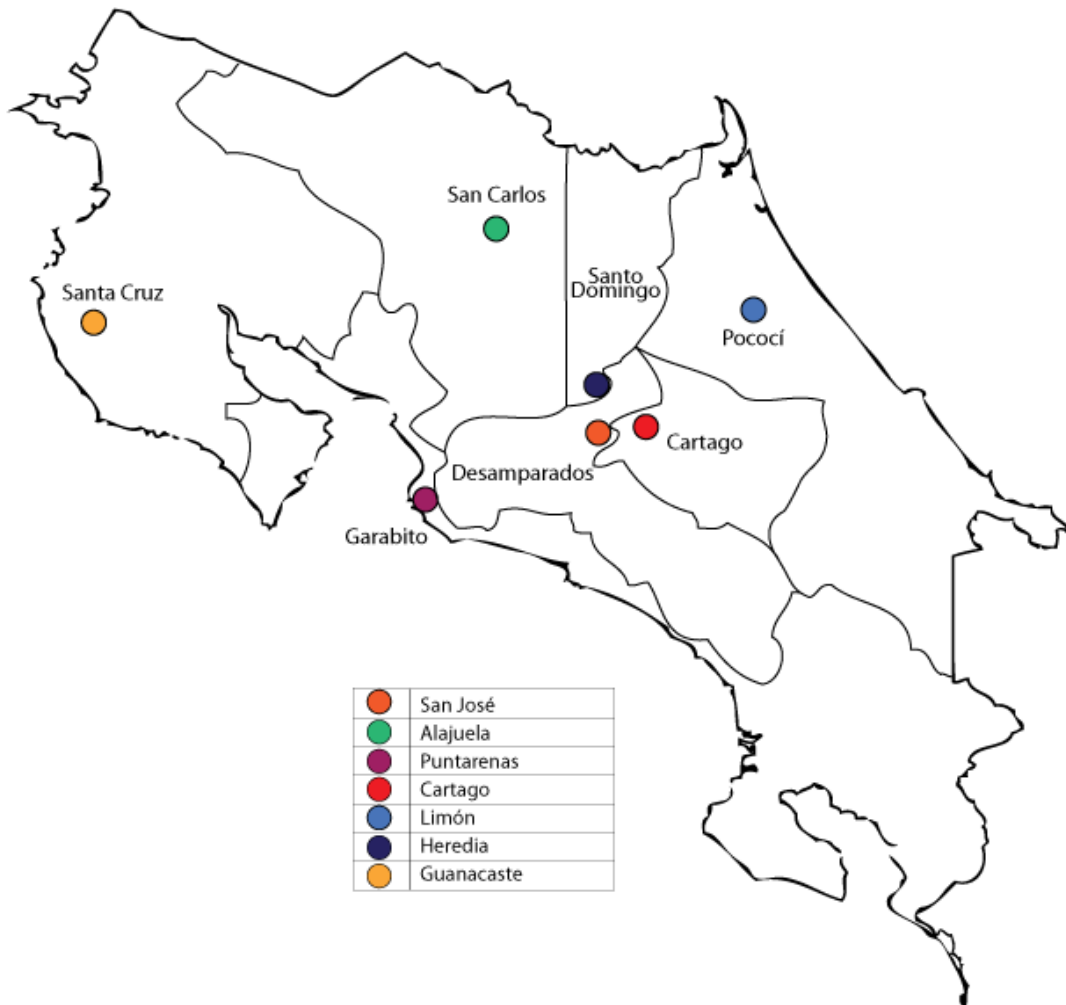 San Carlos
Santo
Domingo
Santa Cruz
Pococí
Cartago
Desamparados
Garabito
San José
Alajuela
Puntarenas
Cartago
Limón
Heredia
Guanacaste